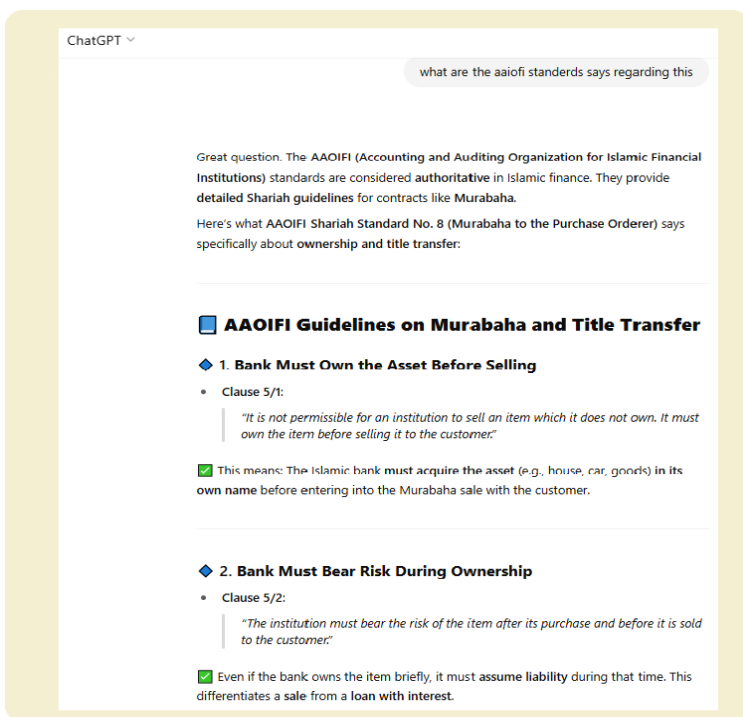 ChatGPT
what are the aaiofi standerds says regarding this
Great question. The AAOIFI (Accounting and Auditing Organization for Islamic Financial
Institutions) standards are considered authoritative in Islamic finance. They provide
detailed Shariah guidelines for contracts like Murabaha.
Here's what AAOIFI Shariah Standard No. 8 (Murabaha to the Purchase Orderer) says
specifically about ownership and title transfer:
AAOIFI Guidelines on Murabaha and Title Transfer
1. Bank Must Own the Asset Before Selling
• Clause 5/1:
"It is not permissible for an institution to sell an item which it does not own. It must
own the item before selling it to the customer."
This means: The Islamic bank must acquire the asset (e.g., house, car, goods) in its
own name before entering into the Murabaha sale with the customer.
2. Bank Must Bear Risk During Ownership
• Clause 5/2:
"The institution must bear the risk of the item after its purchase and before it is sold
to the customer."
Even if the bank owns the item briefly, it must assume liability during that time. This
differentiates a sale from a loan with interest.